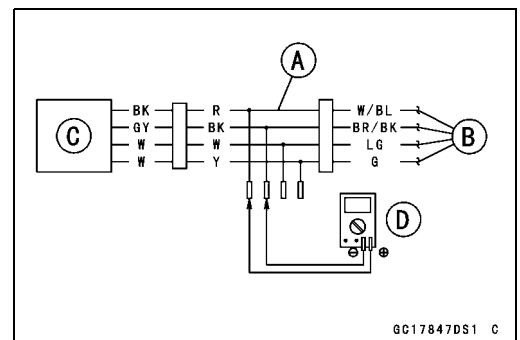 A
BK R W/BL
GY BK BR/BK
C W W LG B
W Y G
D
⊖ ⊕
GC17847DS1 C